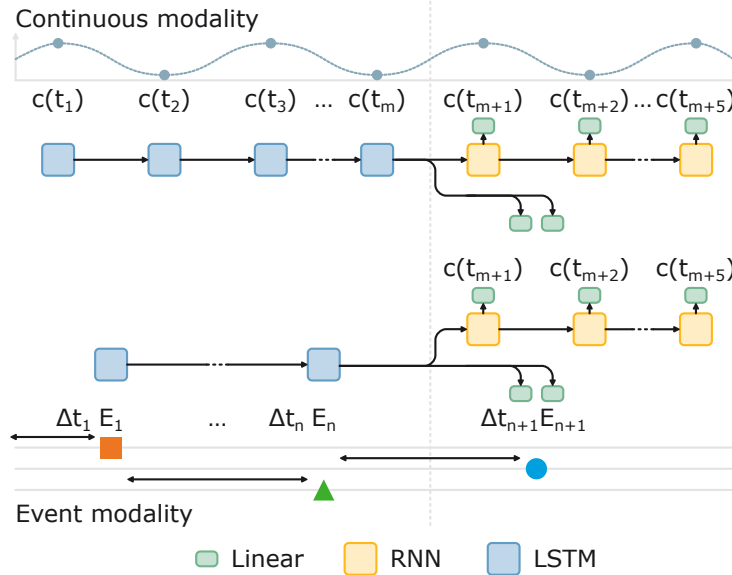 Continuous modality
c(t₁) c(t₂) c(t₃) ... c(tₘ) c(tₘ₊₁) c(tₘ₊₂) ... c(tₘ₊₅)
c(tₘ₊₁) c(tₘ₊₂) c(tₘ₊₅)
Δt₁ E₁ ... Δtₙ Eₙ Δtₙ₊₁ Eₙ₊₁
Event modality
Linear RNN LSTM